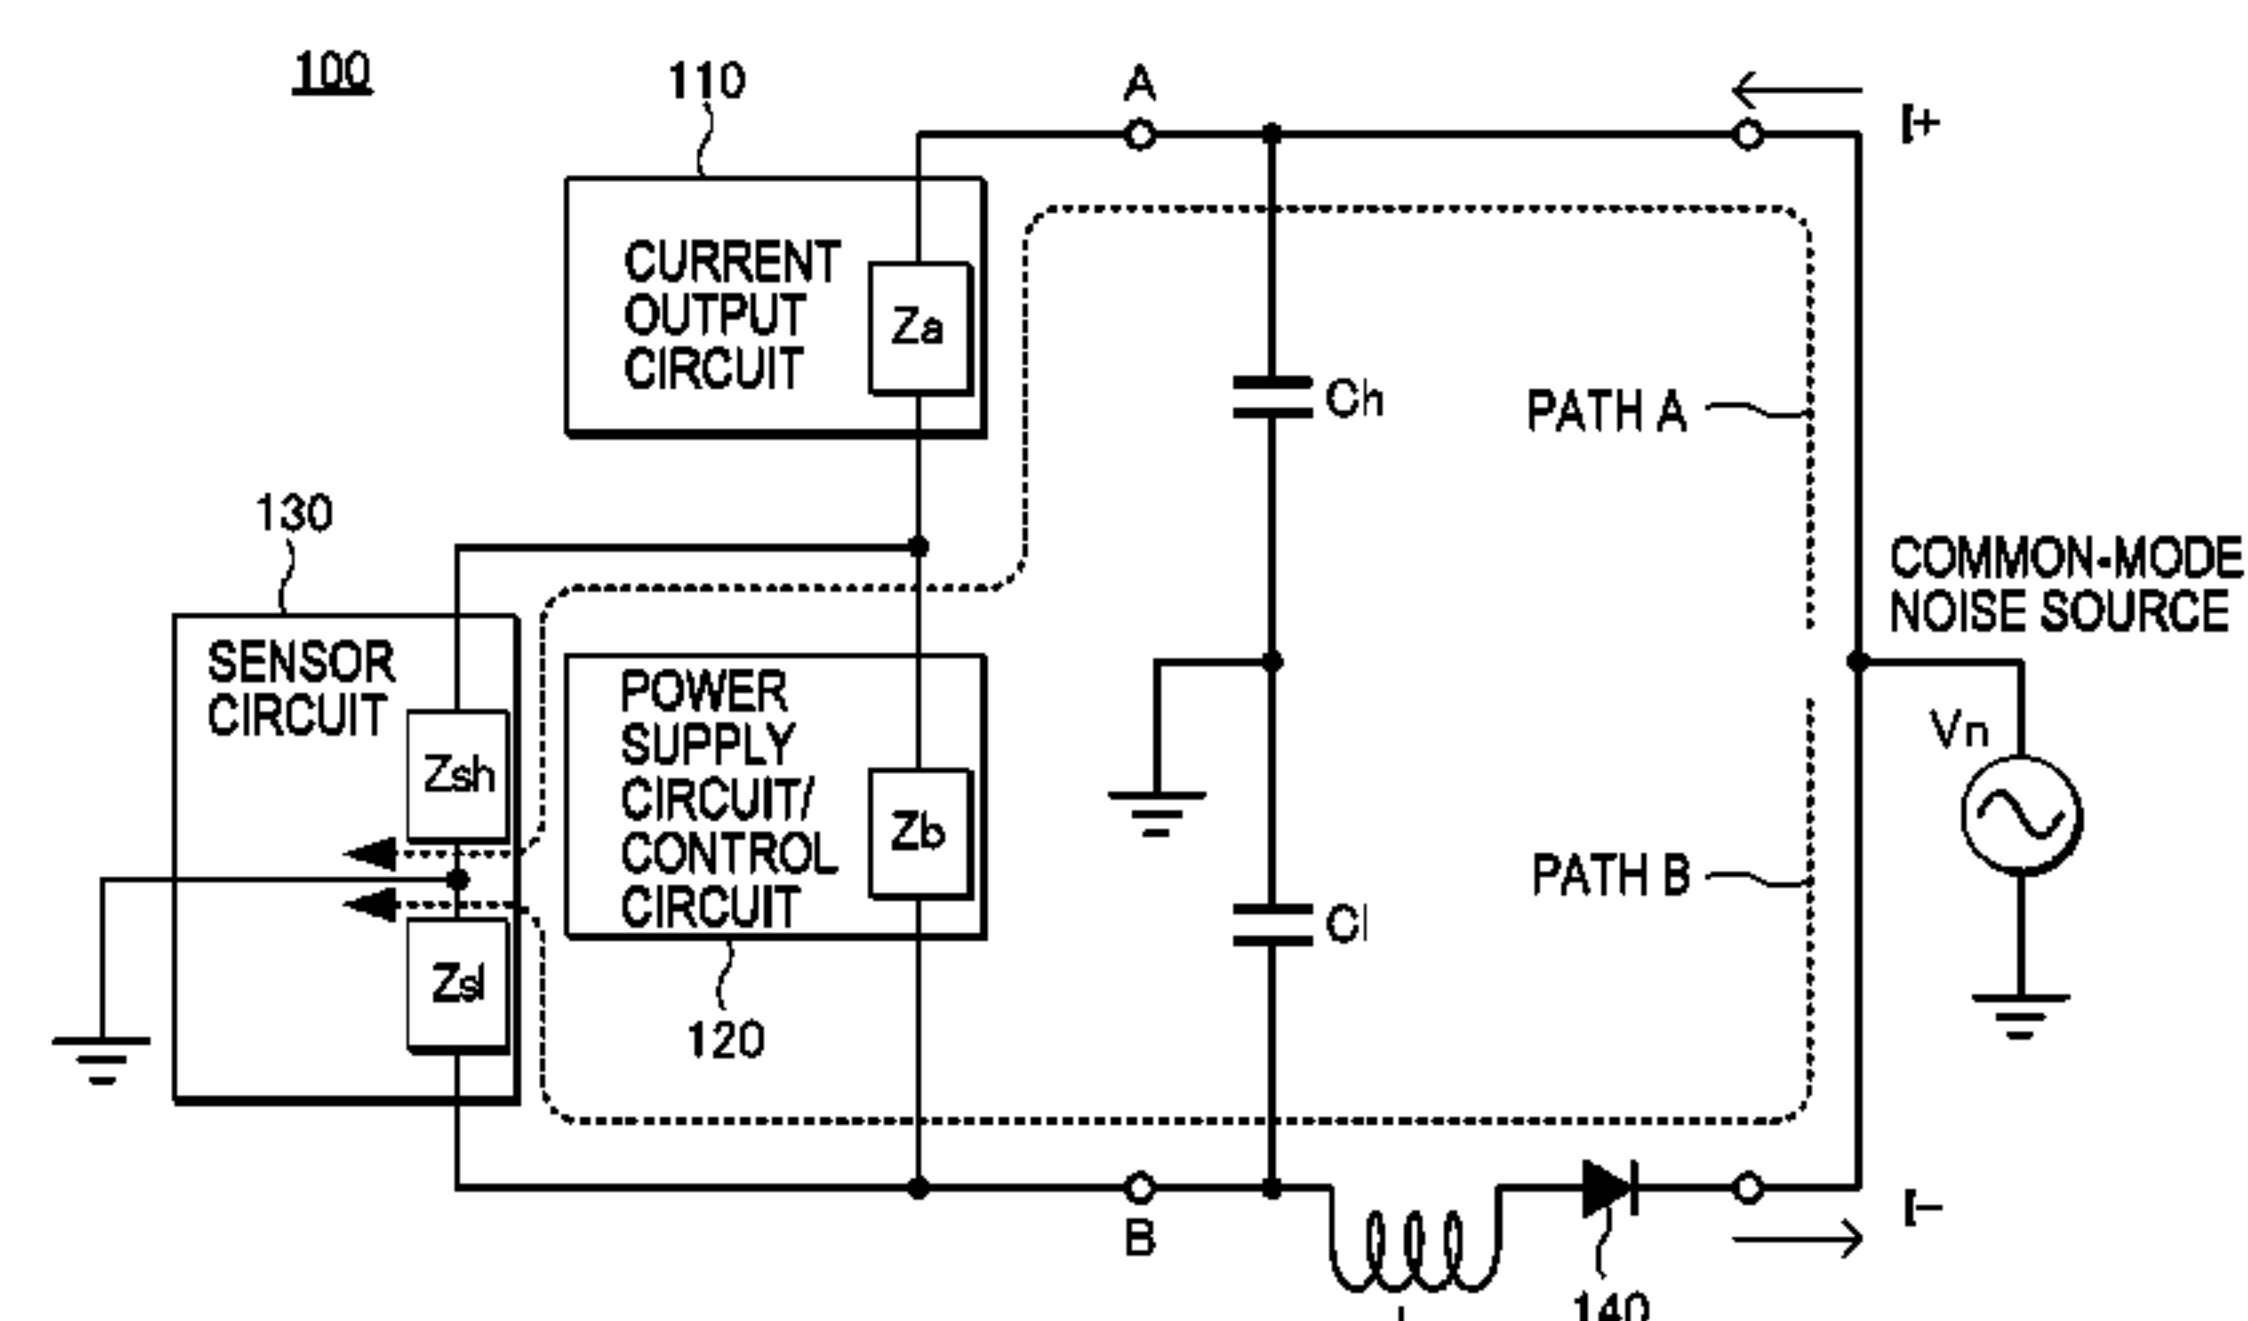 100
110
A
I+
CURRENT
OUTPUT
CIRCUIT
Za
Ch
PATH A
130
COMMON-MODE
NOISE SOURCE
SENSOR
CIRCUIT
POWER
SUPPLY
CIRCUIT/
CONTROL
CIRCUIT
Vn
Zsh
Zb
PATH B
Cl
Zsl
120
B
I-
140